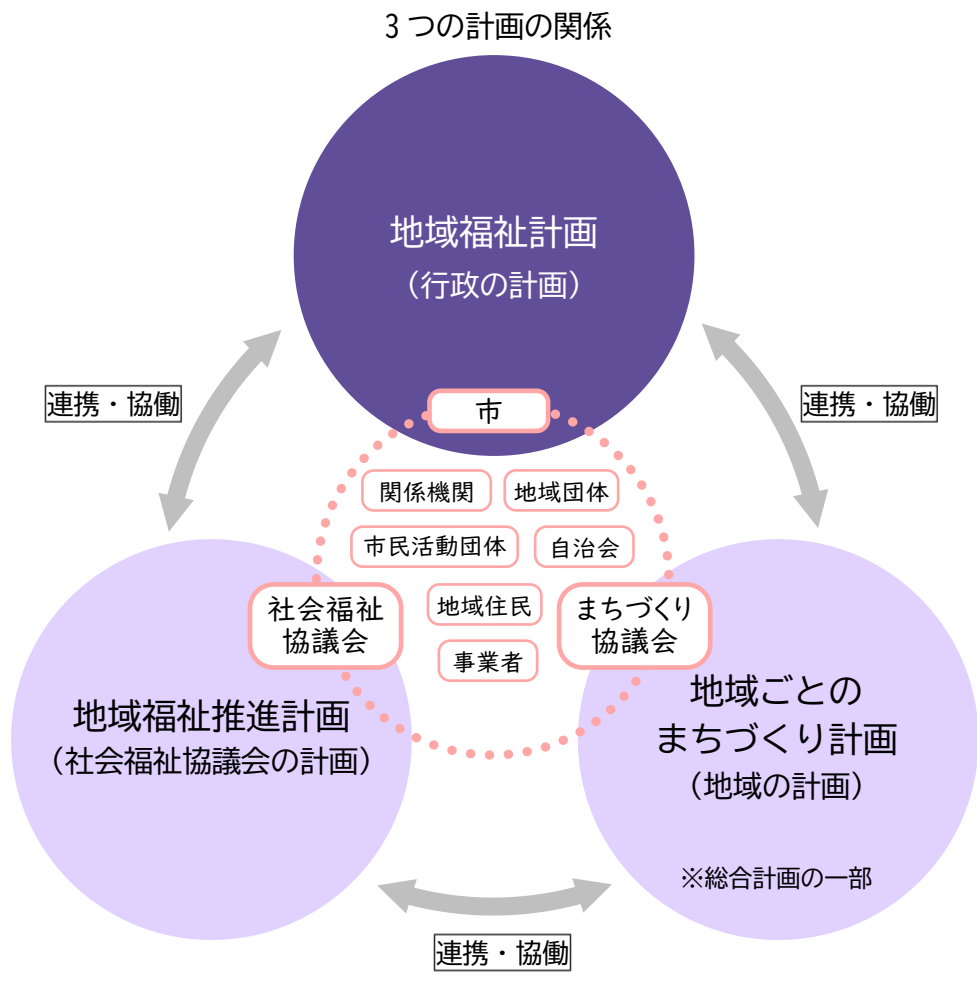 3つの計画の関係
地域福祉計画
（行政の計画）
連携・協働
連携・協働
市
関係機関
地域団体
市民活動団体
自治会
社会福祉
協議会
地域住民
まちづくり
協議会
事業者
地域福祉推進計画
（社会福祉協議会の計画）
地域ごとの
まちづくり計画
（地域の計画）
※総合計画の一部
連携・協働